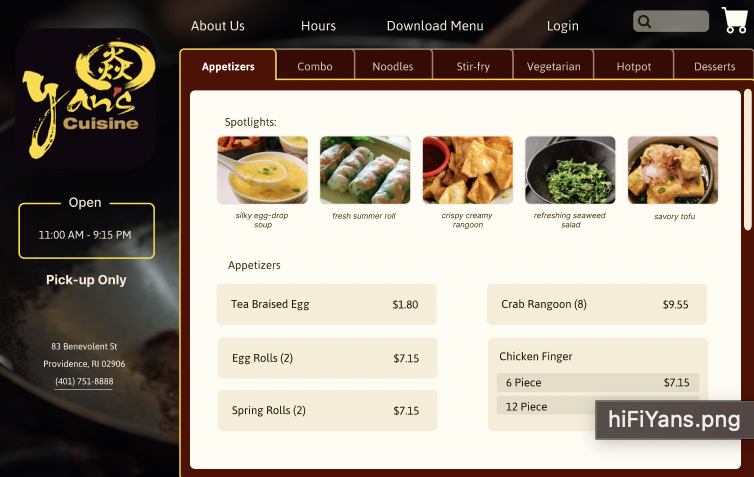 About Us
Hours
Download Menu
Login
Appetizers
Combo
Noodles
Stir-fry
Vegetarian
Hotpot
Desserts
燚
Yan's
Cuisine
Open
11:00 AM - 9:15 PM
Pick-up Only
83 Benevolent St
Providence, RI 02906
(401) 751-8788
Spotlights:
silky egg-drop
soup
fresh summer roll
crispy creamy
rangoon
refreshing seaweed
salad
savory tofu
Appetizers
Tea Braised Egg $1.80
Crab Rangoon (8) $9.55
Egg Rolls (2) $7.15
Chicken Finger
6 Piece $7.15
12 Piece
Spring Rolls (2) $7.15
hiFiYans.png